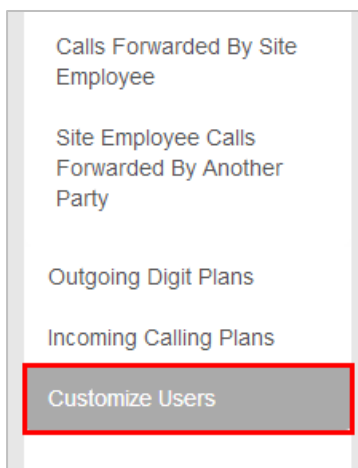 Calls Forwarded By Site
Employee
Site Employee Calls
Forwarded By Another
Party
Outgoing Digit Plans
Incoming Calling Plans
Customize Users